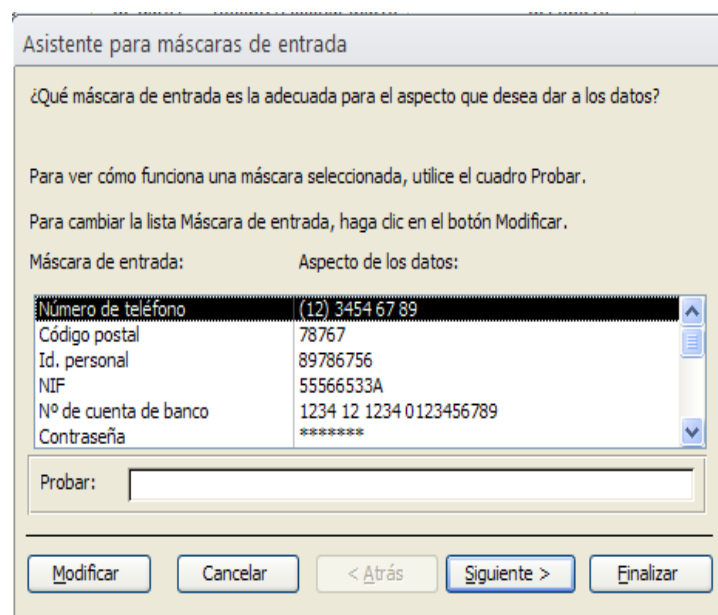 Asistente para máscaras de entrada
¿Qué máscara de entrada es la adecuada para el aspecto que desea dar a los datos?
Para ver cómo funciona una máscara seleccionada, utilice el cuadro Probar.
Para cambiar la lista Máscara de entrada, haga clic en el botón Modificar.
Máscara de entrada: Aspecto de los datos:
Número de teléfono (12) 3454 67 89
Código postal 78767
Id. personal 89786756
NIF 55566533A
Nº de cuenta de banco 1234 12 1234 0123456789
Contraseña *******
Probar:
Modificar Cancelar < Atrás Siguiente > Finalizar